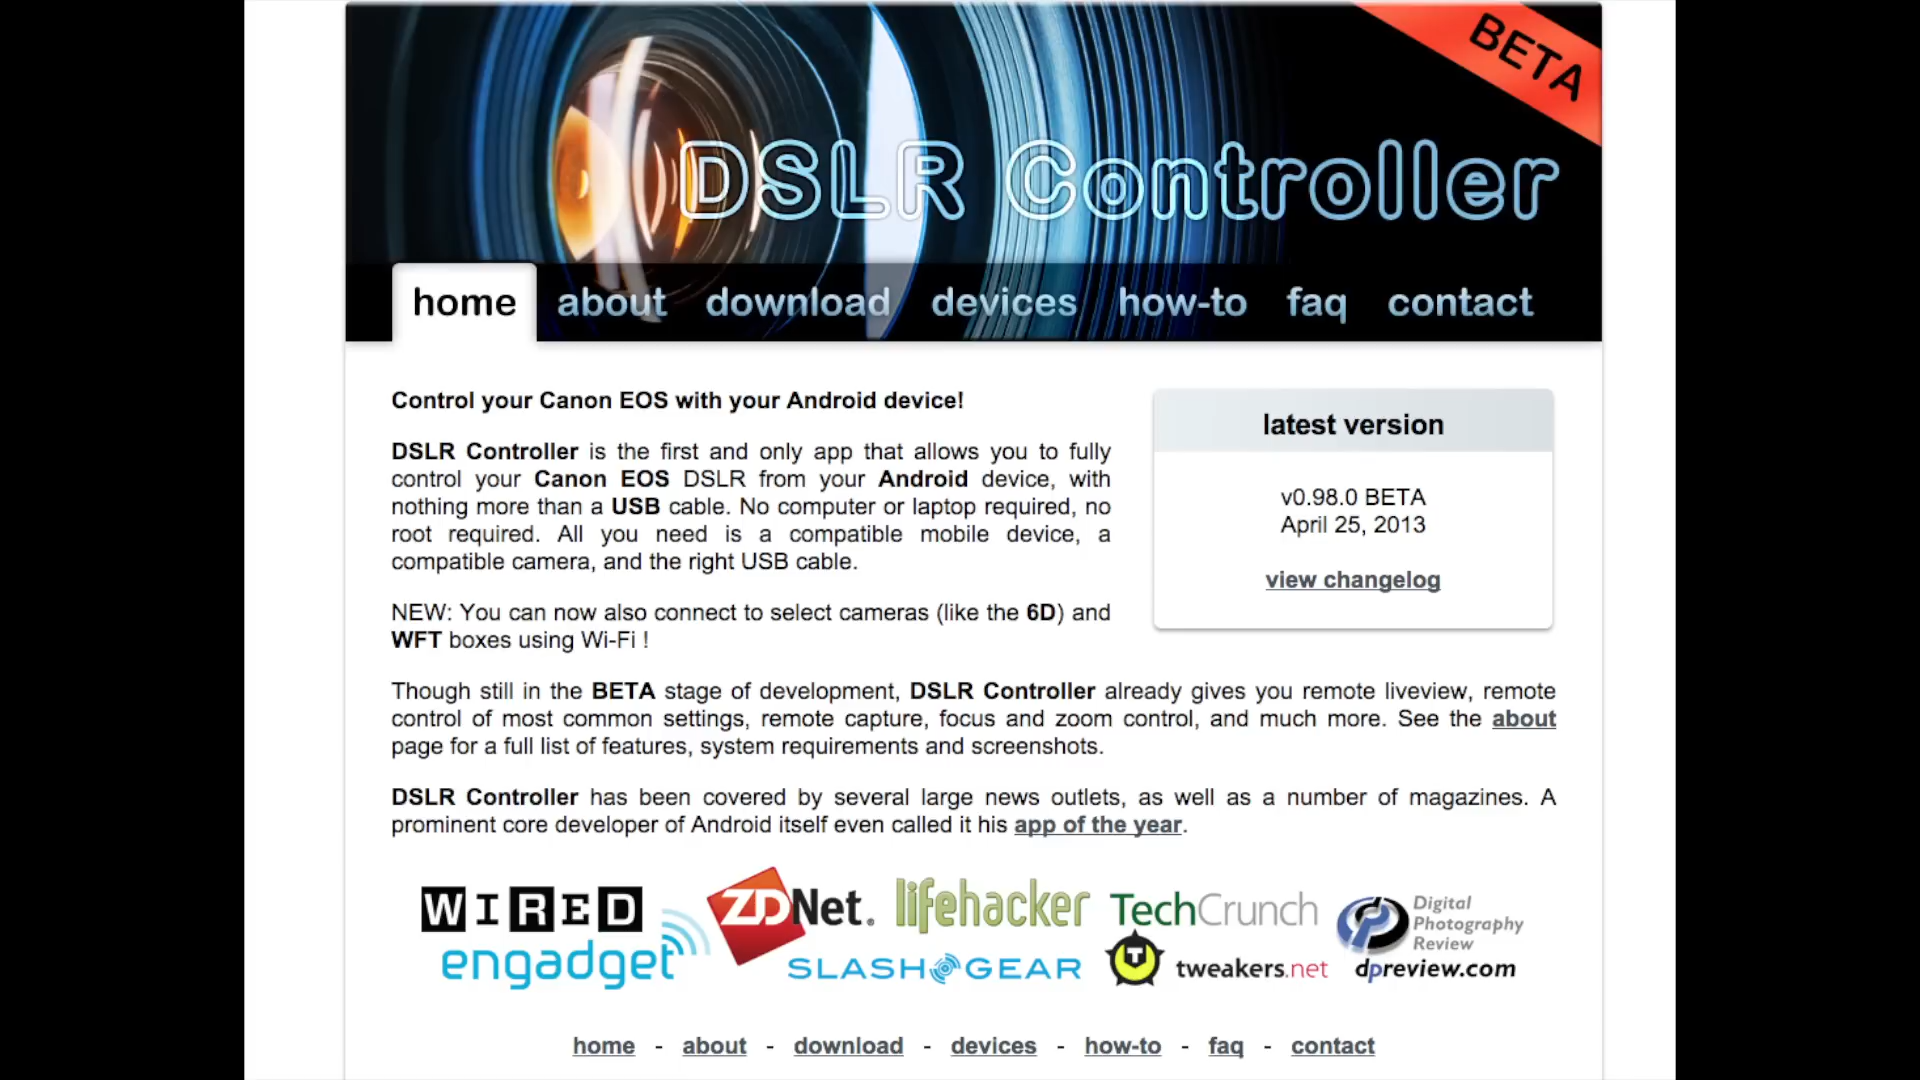 BETA
DSLR Controller
home about download devices how-to faq contact
Control your Canon EOS with your Android device!
DSLR Controller is the first and only app that allows you to fully
control your Canon EOS DSLR from your Android device, with
nothing more than a USB cable. No computer or laptop required, no
root required. All you need is a compatible mobile device, a
compatible camera, and the right USB cable.
NEW: You can now also connect to select cameras (like the 6D) and
WFT boxes using Wi-Fi !
latest version
v0.98.0 BETA
April 25, 2013
view changelog
Though still in the BETA stage of development, DSLR Controller already gives you remote liveview, remote
control of most common settings, remote capture, focus and zoom control, and much more. See the about
page for a full list of features, system requirements and screenshots.
DSLR Controller has been covered by several large news outlets, as well as a number of magazines. A
prominent core developer of Android itself even called it his app of the year.
WIRED ZDNet. lifehacker TechCrunch Digital
Photography
Review
engadget SLASHGEAR T tweakers.net dpreview.com
home - about - download - devices - how-to - faq - contact